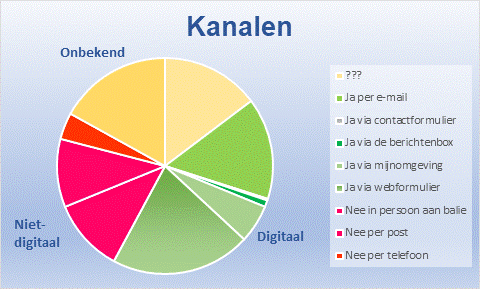 Kanalen
Onbekend
???
Ja per e-mail
Ja via contactformulier
Ja via de berichtenbox
Ja via mijnomgeving
Ja via webformulier
Nee in persoon aan balie
Nee per post
Nee per telefoon
Niet-
digitaal
Digitaal